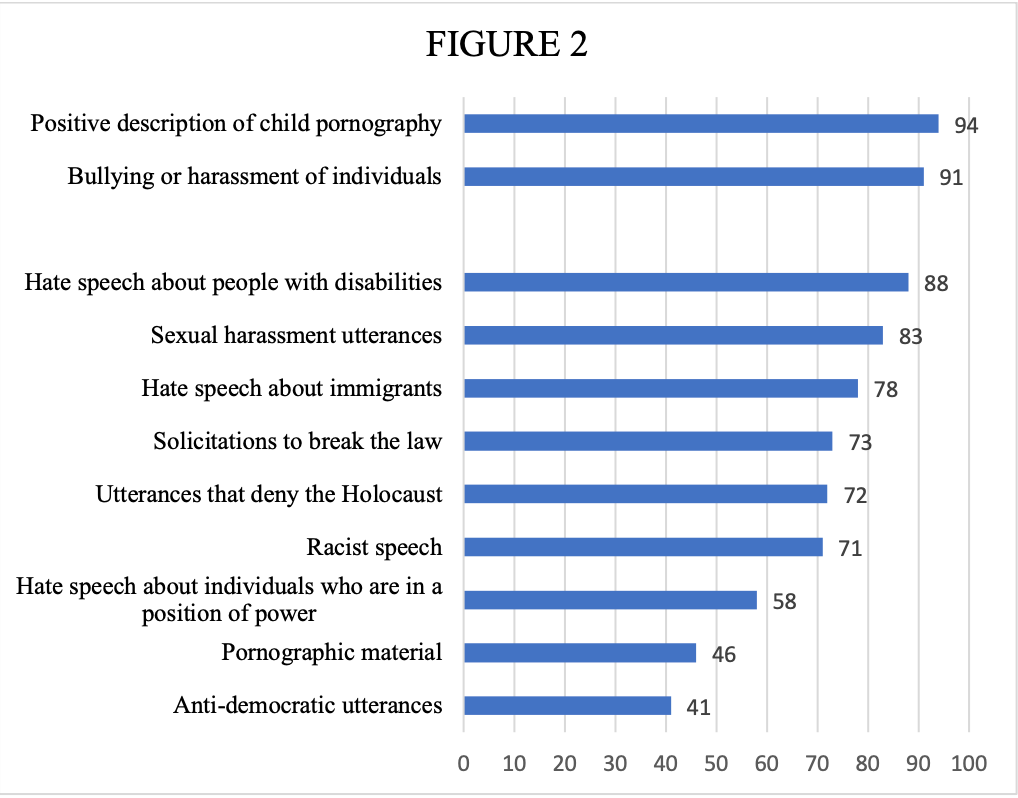 FIGURE 2
Positive description of child pornography 94
Bullying or harassment of individuals 91
Hate speech about people with disabilities 88
Sexual harassment utterances 83
Hate speech about immigrants 78
Solicitations to break the law 73
Utterances that deny the Holocaust 72
Racist speech 71
Hate speech about individuals who are in a
position of power 58
Pornographic material 46
Anti-democratic utterances 41
0 10 20 30 40 50 60 70 80 90 100